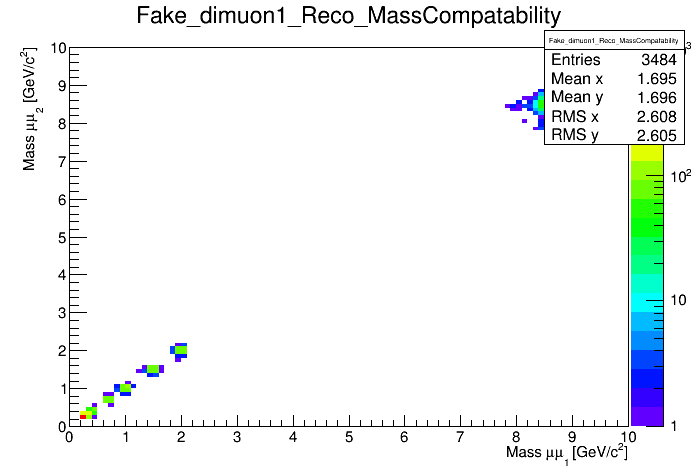 Fake_dimuon1_Reco_MassCompatability
Fake_dimuon1_Reco_MassCompatability
Entries 3484
Mean x 1.695
Mean y 1.696
RMS x 2.608
RMS y 2.605
Mass μμ₂ [GeV/c²]
10
9
8
7
6
5
4
3
2
1
0
0 1 2 3 4 5 6 7 8 9 10
Mass μμ₁ [GeV/c²]
3
10²
10
1